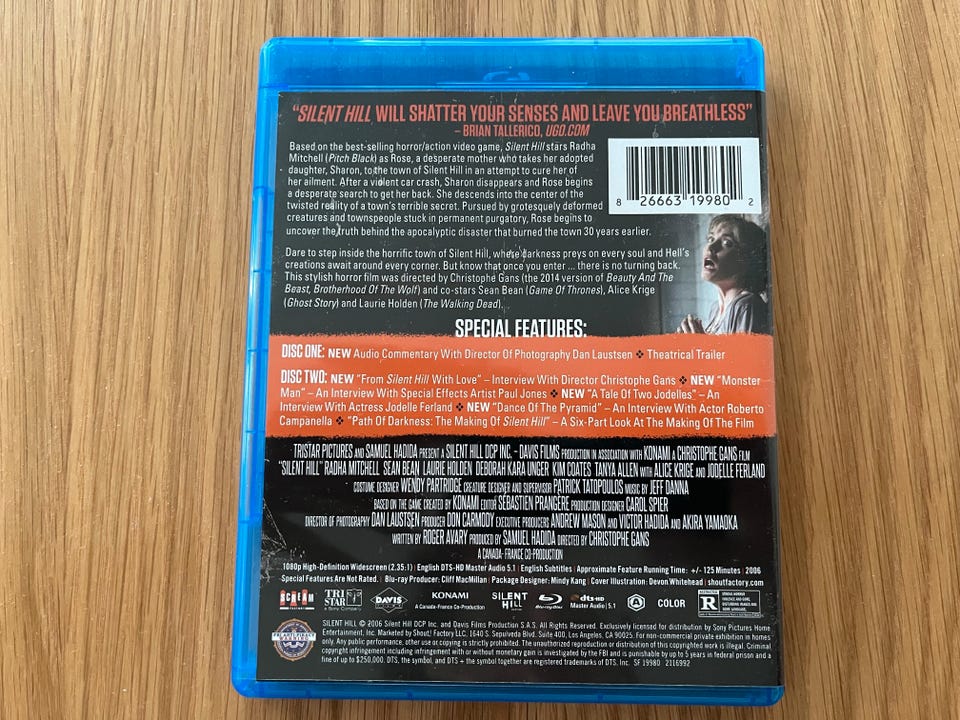 “SILENT HILL WILL SHATTER YOUR SENSES AND LEAVE YOU BREATHLESS”
– BRIAN TALLERICO, UGO.COM
Based on the best-selling horror/action video game, Silent Hill stars Radha
Mitchell (Pitch Black) as Rose, a desperate mother who takes her adopted
daughter, Sharon, to the town of Silent Hill in an attempt to cure her of
her ailment. After a violent car crash, Sharon disappears and Rose begins
a desperate search to get her back. She descends into the center of the
twisted reality of a town's terrible secret. Pursued by grotesquely deformed
creatures and townspeople stuck in permanent purgatory, Rose begins to
uncover the truth behind the apocalyptic disaster that burned the town 30 years earlier.
8 26663 19980 2
Dare to step inside the horrific town of Silent Hill, where darkness preys on every soul and Hell's
creations await around every corner. But know that once you enter ... there is no turning back.
This stylish horror film was directed by Christophe Gans (the 2014 version of Beauty And The
Beast, Brotherhood Of The Wolf) and co-stars Sean Bean (Game Of Thrones), Alice Krige
(Ghost Story) and Laurie Holden (The Walking Dead).
SPECIAL FEATURES:
DISC ONE: NEW Audio Commentary With Director Of Photography Dan Laustsen ❖ Theatrical Trailer
DISC TWO: NEW “From Silent Hill With Love” – Interview With Director Christophe Gans ❖ NEW “Monster
Man” – An Interview With Special Effects Artist Paul Jones ❖ NEW “A Tale Of Two Jodelles” – An
Interview With Actress Jodelle Ferland ❖ NEW “Dance Of The Pyramid” – An Interview With Actor Roberto
Campanella ❖ “Path Of Darkness: The Making Of Silent Hill” – A Six-Part Look At The Making Of The Film
TRISTAR PICTURES AND SAMUEL HADIDA PRESENT A SILENT HILL DCP INC. - DAVIS FILMS PRODUCTION IN ASSOCIATION WITH KONAMI A CHRISTOPHE GANS FILM
"SILENT HILL" RADHA MITCHELL SEAN BEAN LAURIE HOLDEN DEBORAH KARA UNGER KIM COATES TANYA ALLEN WITH ALICE KRIGE AND JODELLE FERLAND
COSTUME DESIGNER WENDY PARTRIDGE CREATURE DESIGNER AND SUPERVISOR PATRICK TATOPOULOS MUSIC BY JEFF DANNA
BASED ON THE GAME CREATED BY KONAMI EDITOR SÉBASTIEN PRANGÈRE PRODUCTION DESIGNER CAROL SPIER
DIRECTOR OF PHOTOGRAPHY DAN LAUSTSEN PRODUCER DON CARMODY EXECUTIVE PRODUCERS ANDREW MASON AND VICTOR HADIDA AND AKIRA YAMAOKA
WRITTEN BY ROGER AVARY PRODUCED BY SAMUEL HADIDA DIRECTED BY CHRISTOPHE GANS
A CANADA: FRANCE CO-PRODUCTION
1080p High-Definition Widescreen (2.35:1) | English DTS-HD Master Audio 5.1 | English Subtitles | Approximate Feature Running Time: +/- 125 Minutes | 2006
Special Features Are Not Rated. | Blu-ray Producer: Cliff MacMillan | Package Designer: Mindy Kang | Cover Illustration: Devon Whitehead | shoutfactory.com
SCREAM TRI STAR a Sony Company DAVIS KONAMI A Canada-France Co-Production SILENT HILL Blu-ray Disc dts-HD Master Audio | 5.1 COLOR R RESTRICTED
SILENT HILL © 2006 Silent Hill DCP Inc. and Davis Films Production S.A.S. All Rights Reserved. Exclusively licensed for distribution by Sony Pictures Home
Entertainment, Inc. Marketed by Shout! Factory LLC, 1640 S. Sepulveda Blvd. Suite 400, Los Angeles, CA 90025. For non-commercial private exhibition in homes
only. Any public performance, other use or copying is strictly prohibited. The unauthorized reproduction or distribution of this copyrighted work is illegal. Criminal
copyright infringement including infringement with or without monetary gain is investigated by the FBI and is punishable by up to 5 years in federal prison and a
fine of up to $250,000. DTS, the symbol, and DTS + the symbol together are registered trademarks of DTS, Inc. SF 19980 2116992